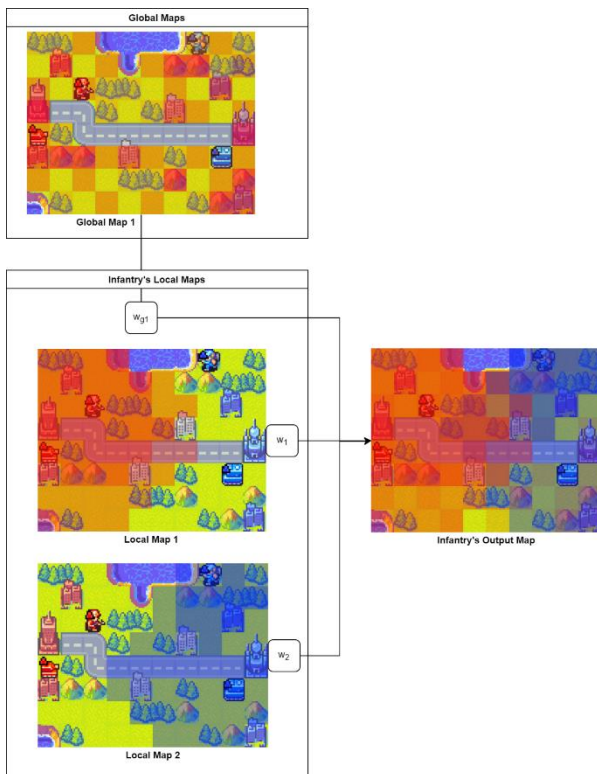 Global Maps
Global Map 1
Infantry's Local Maps
wg1
Local Map 1
w1
Infantry's Output Map
Local Map 2
w2